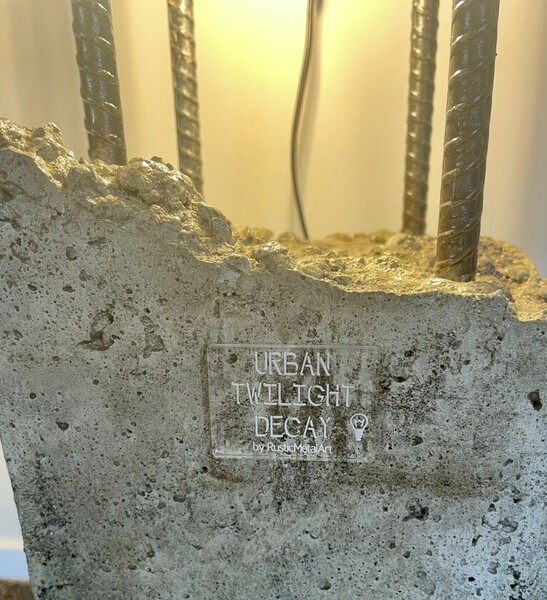 URBAN
TWILIGHT
DECAY
by RusticMetalArt